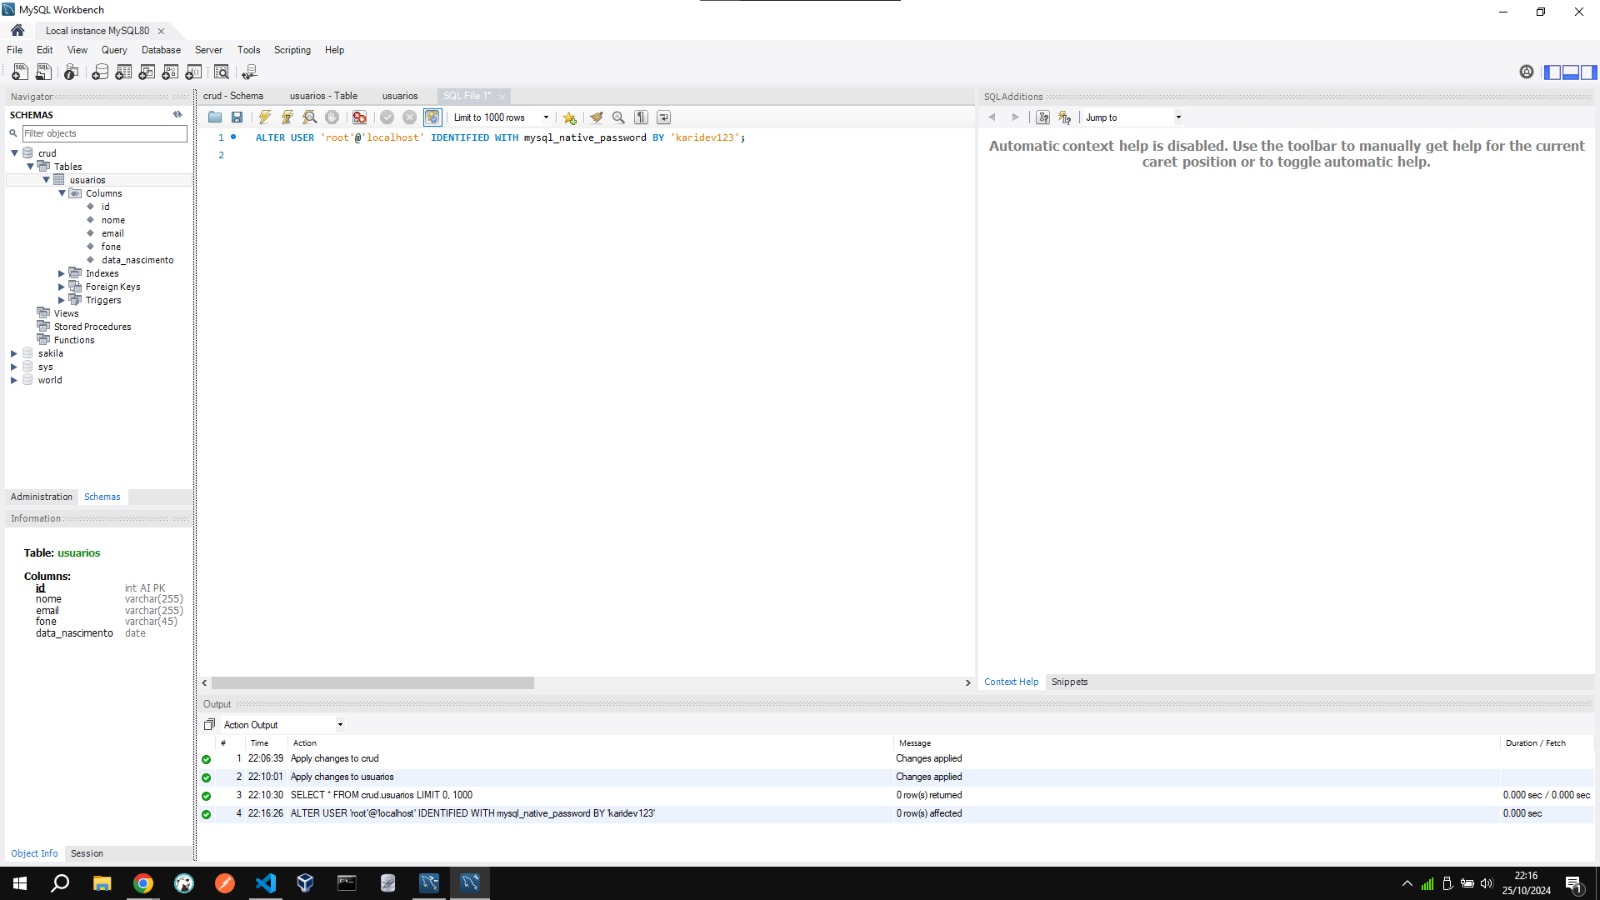 MySQL Workbench
Local instance MySQL80
File Edit View Query Database Server Tools Scripting Help
Navigator
SCHEMAS
Filter objects
crud
Tables
usuarios
Columns
id
nome
email
fone
data_nascimento
Indexes
Foreign Keys
Triggers
Views
Stored Procedures
Functions
sakila
sys
world
Administration Schemas
Information
Table: usuarios
Columns:
id int AI PK
nome varchar(255)
email varchar(255)
fone varchar(45)
data_nascimento date
Object Info Session
crud - Schema usuarios - Table usuarios SQL File 1*
Limit to 1000 rows
1 ALTER USER 'root'@'localhost' IDENTIFIED WITH mysql_native_password BY 'karidev123';
2
SQLAdditions
Jump to
Automatic context help is disabled. Use the toolbar to manually get help for the current
caret position or to toggle automatic help.
Context Help Snippets
Output
Action Output
# Time Action Message Duration / Fetch
1 22:06:39 Apply changes to crud Changes applied
2 22:10:01 Apply changes to usuarios Changes applied
3 22:10:30 SELECT * FROM crud.usuarios LIMIT 0, 1000 0 row(s) returned 0.000 sec / 0.000 sec
4 22:16:26 ALTER USER 'root'@'localhost' IDENTIFIED WITH mysql_native_password BY 'karidev123' 0 row(s) affected 0.000 sec
22:16
25/10/2024
1